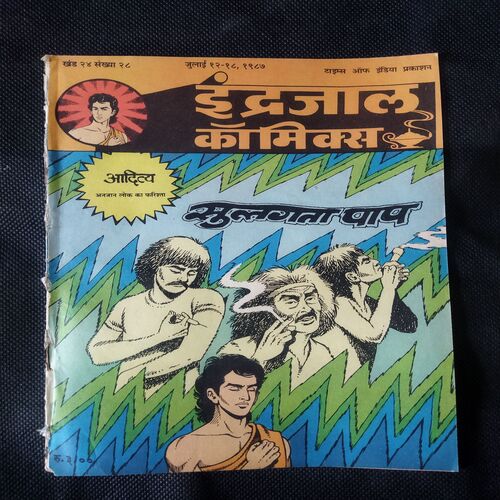 खंड २४ संख्या २८
जुलाई १२-१८, १९८७
टाइम्स ऑफ इंडिया प्रकाशन
इंद्रजाल
कॉमिक्स
आदित्य
अनजान लोक का फरिश्ता
सुलगता पाप
रु. ३/००